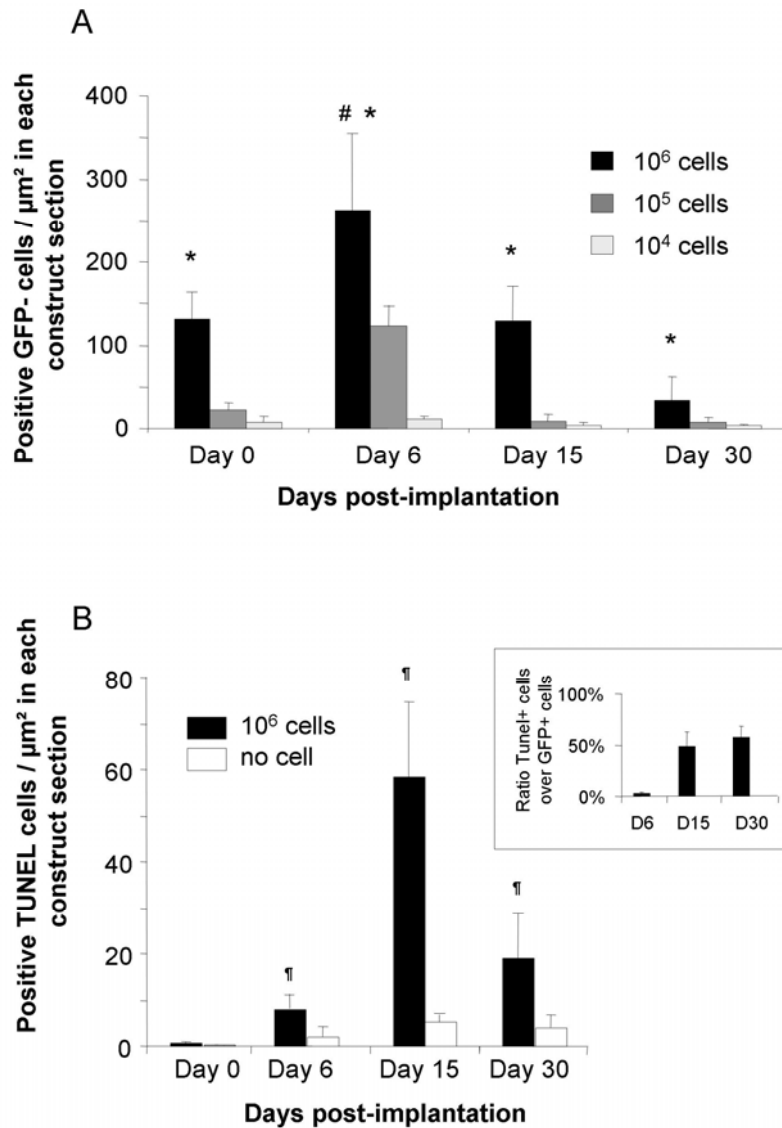 A
Positive GFP- cells / µm² in each
construct section
400
300
200
100
0
# *
*
*
*
10⁶ cells
10⁵ cells
10⁴ cells
Day 0
Day 6
Day 15
Day 30
Days post-implantation
B
Positive TUNEL cells / µm² in each
construct section
80
60
40
20
0
10⁶ cells
no cell
¶
¶
¶
Day 0
Day 6
Day 15
Day 30
Days post-implantation
Ratio Tunel+ cells
over GFP+ cells
100%
50%
0%
D6
D15
D30